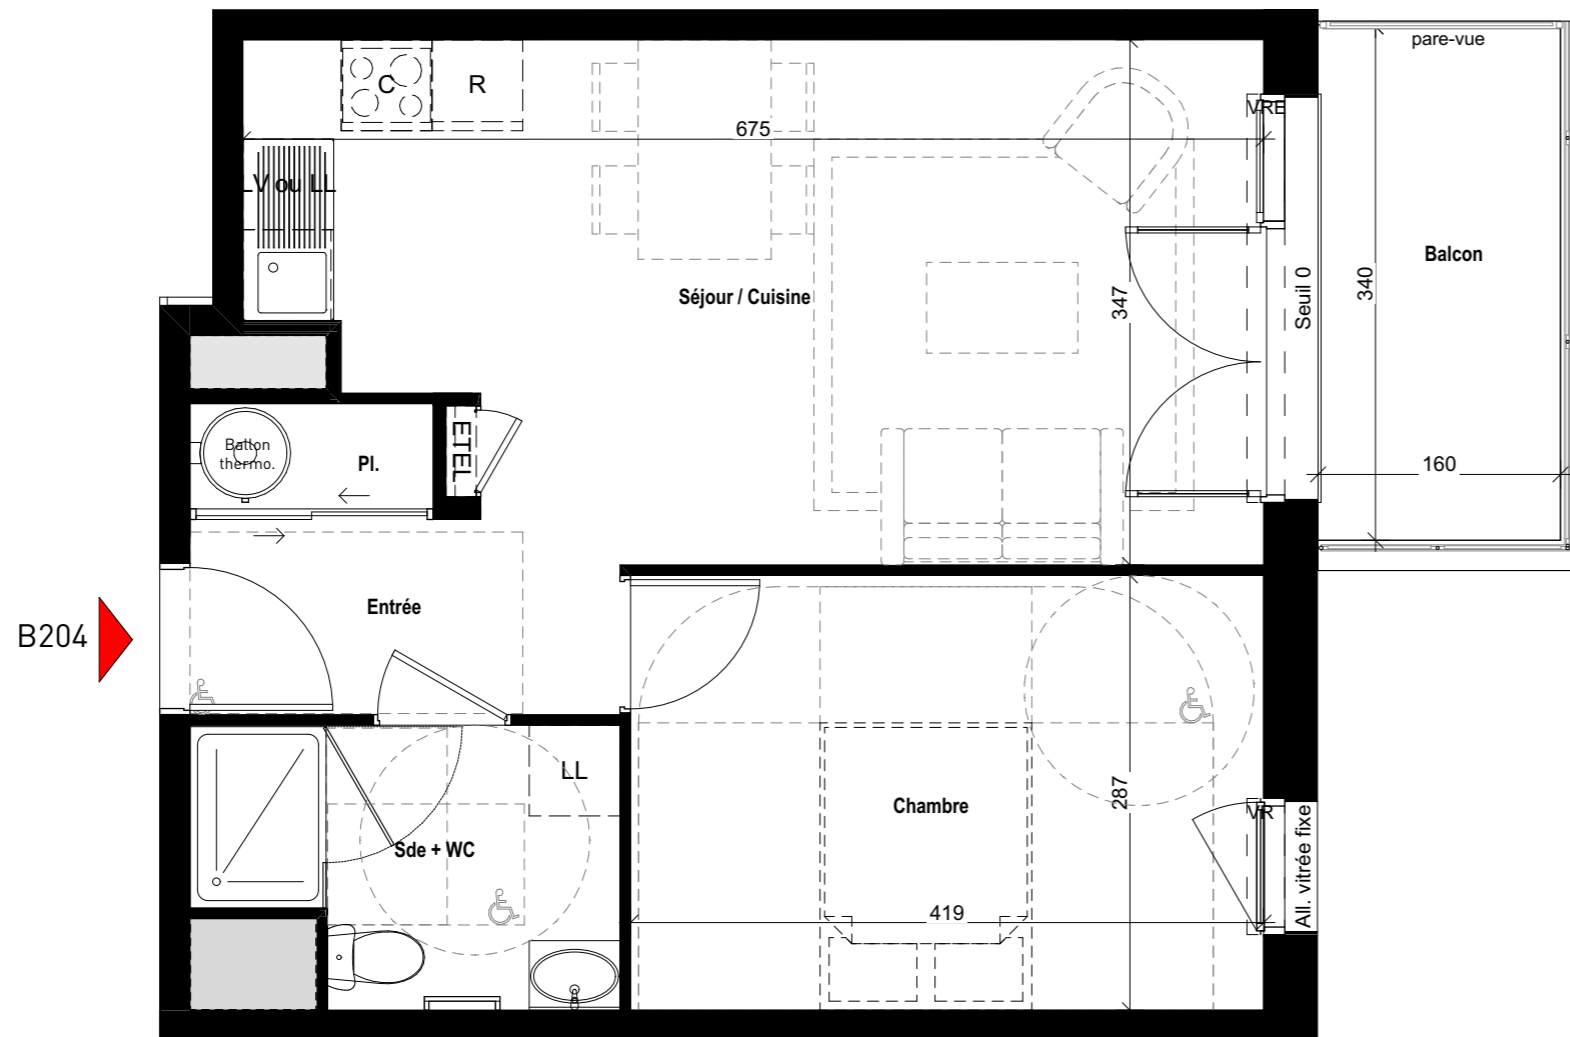 pare-vue
C
R
VRE
675
LV ou LL
Balcon
340
Séjour / Cuisine
347
Seuil 0
ETEL
Ballon
thermo.
Pl.
160
Entrée
B204
LL
287
Chambre
VR
Sde + WC
All. vitrée fixe
419